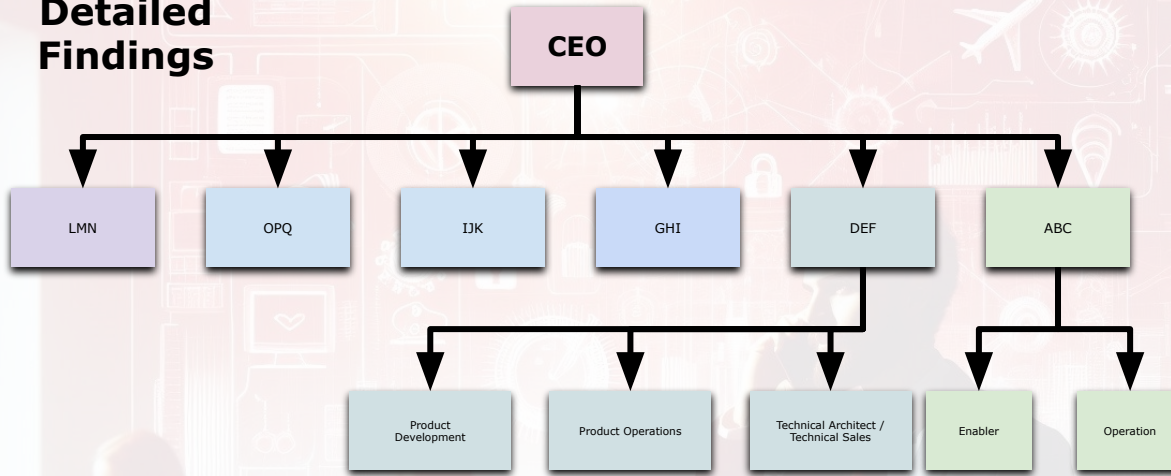 Detailed
Findings
CEO
LMN
OPQ
IJK
GHI
DEF
ABC
Product
Development
Product Operations
Technical Architect /
Technical Sales
Enabler
Operation